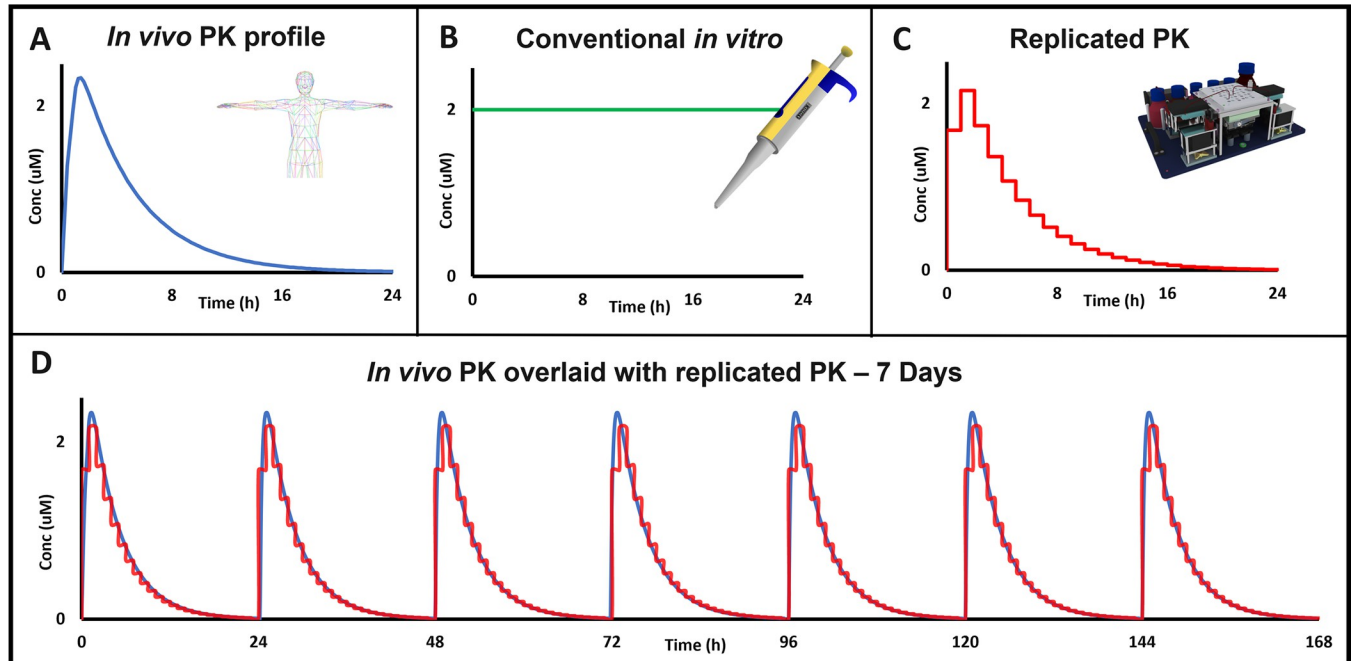 A
In vivo PK profile
2
0
Conc (uM)
0
8
16
24
Time (h)
B
Conventional in vitro
2
0
Conc (uM)
0
8
16
24
Time (h)
C
Replicated PK
2
0
Conc (uM)
0
8
16
24
Time (h)
D
In vivo PK overlaid with replicated PK – 7 Days
2
0
Conc (uM)
0
24
48
72
96
120
144
168
Time (h)